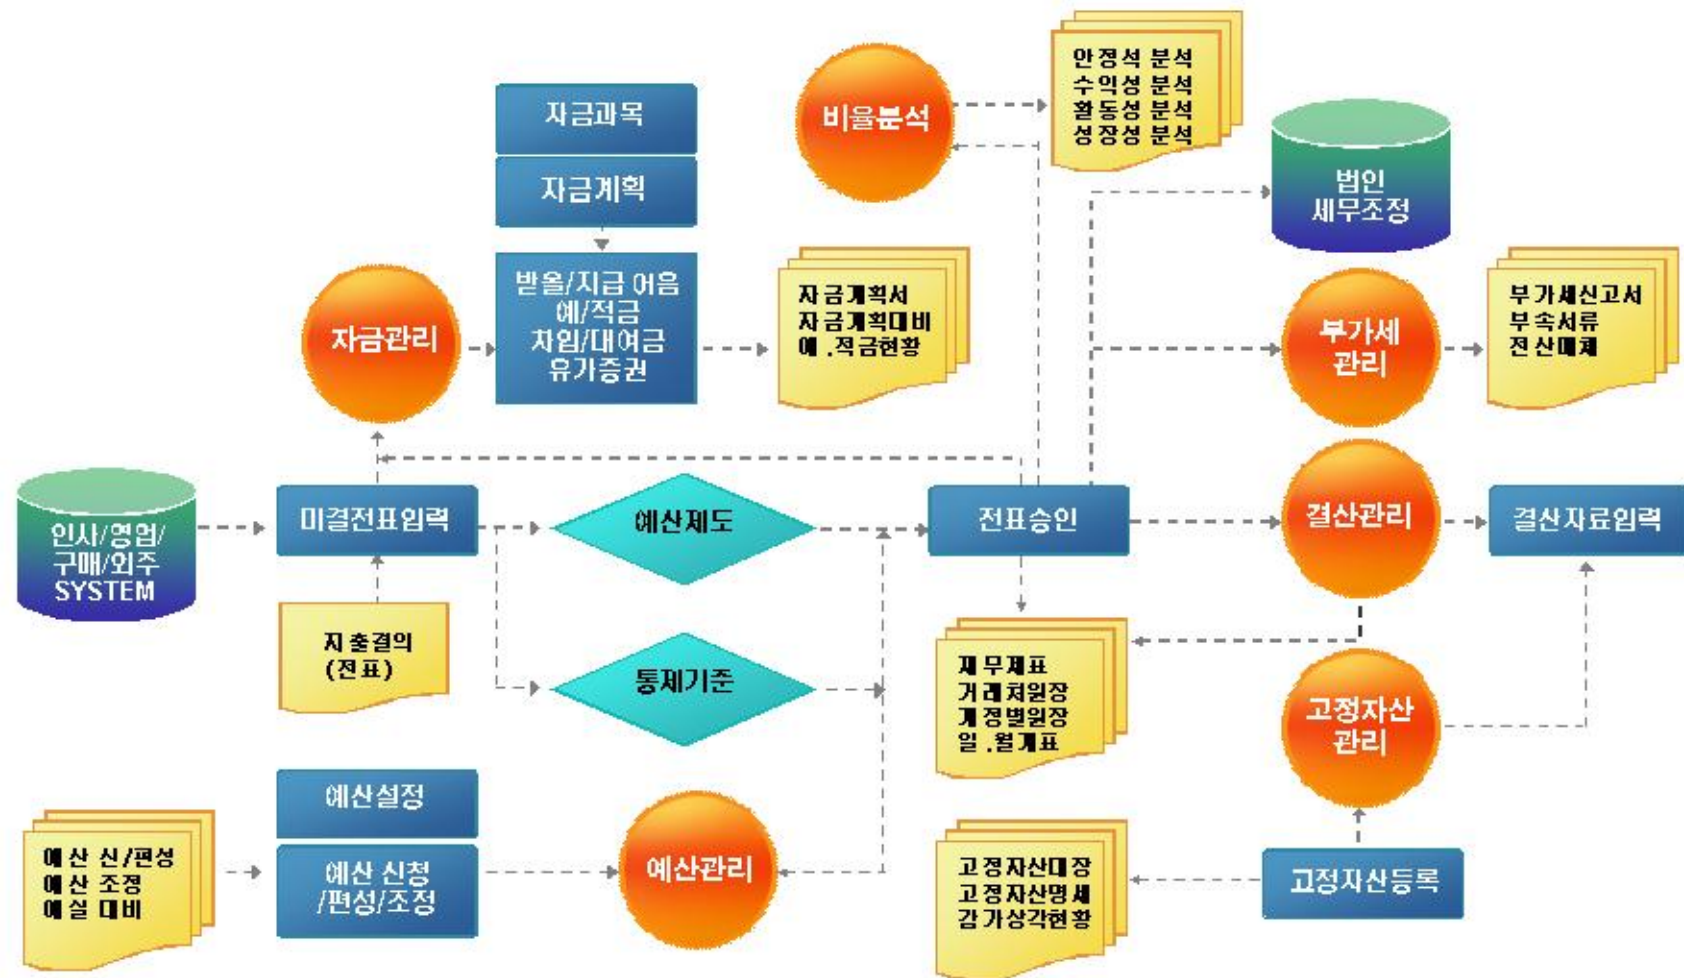 안정석 분석
수익성 분석
활동성 분석
성장성 분석
비율분석
자금과목
자금계획
법인
세무조정
받을/지급 어음
예/적금
차입/대여금
유가증권
자금관리
자금계획서
자금계획대비
예.적금현황
부가세
관리
부가세신고서
부속서류
전산매체
인사/영업/
구매/외주
SYSTEM
미결전표입력
예산제도
전표승인
결산관리
결산자료입력
지출결의
(전표)
통제기준
재무제표
거래처원장
계정별원장
일.월계표
고정자산
관리
예산설정
예산 신청
/편성/조정
예산관리
예산 신/편성
예산 조정
예실 대비
고정자산대장
고정자산명세
감가상각현황
고정자산등록